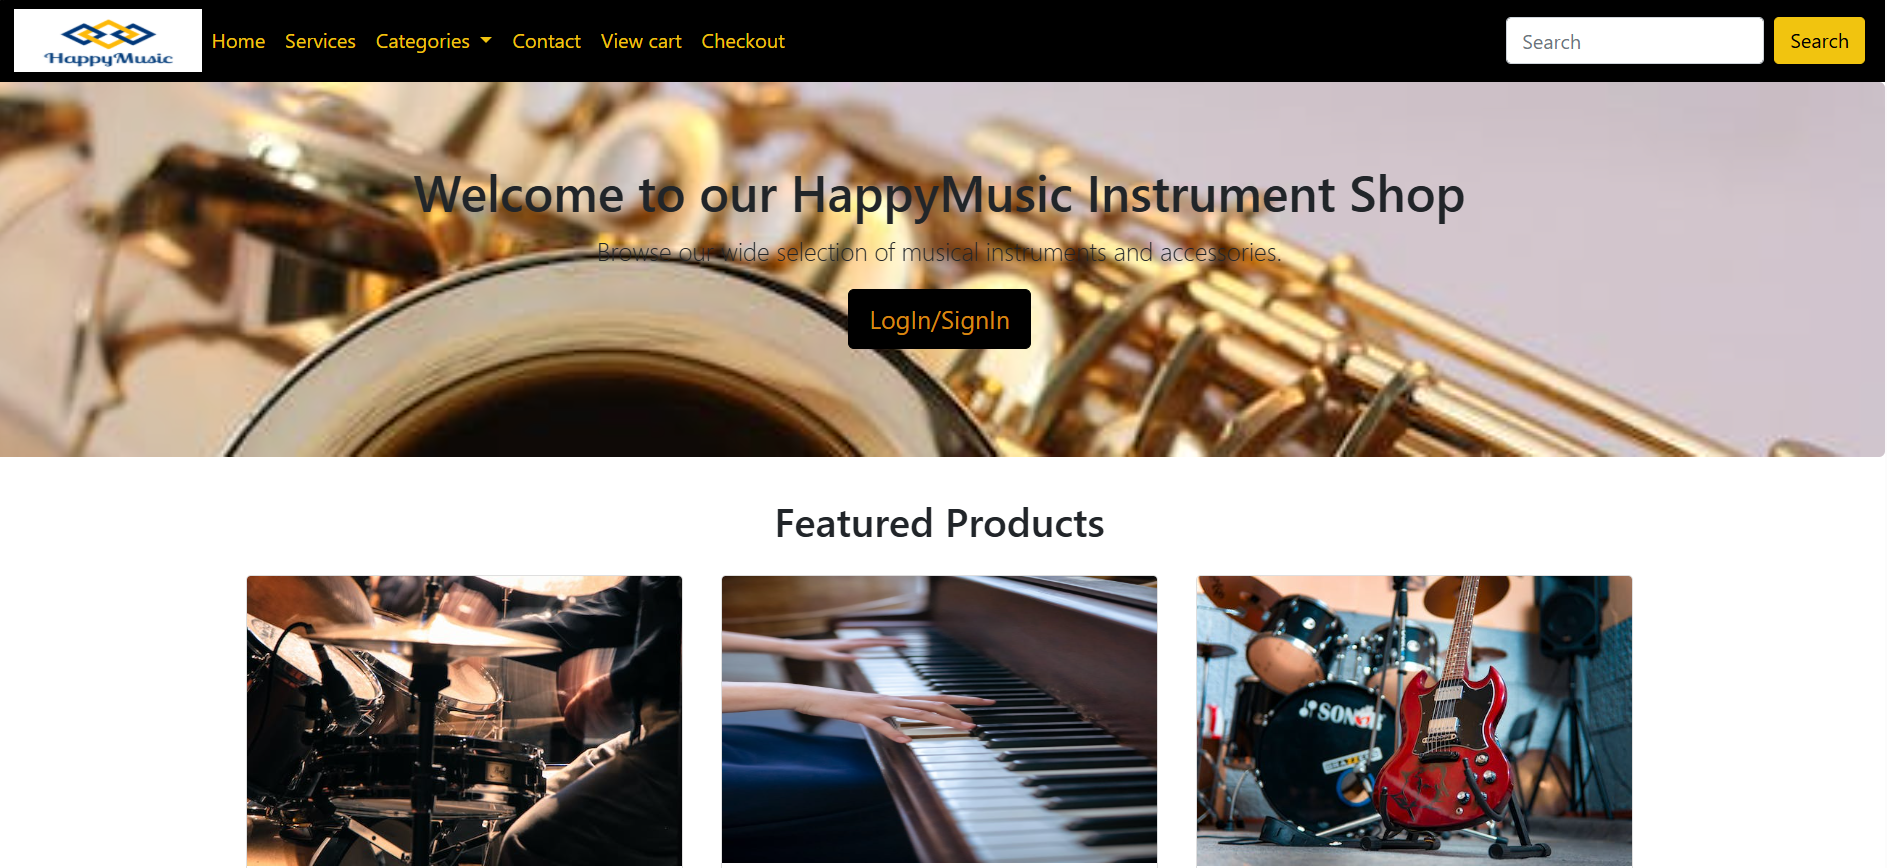 HappyMusic
Home Services Categories Contact View cart Checkout Search Search
Welcome to our HappyMusic Instrument Shop
Browse our wide selection of musical instruments and accessories.
LogIn/SignIn
Featured Products